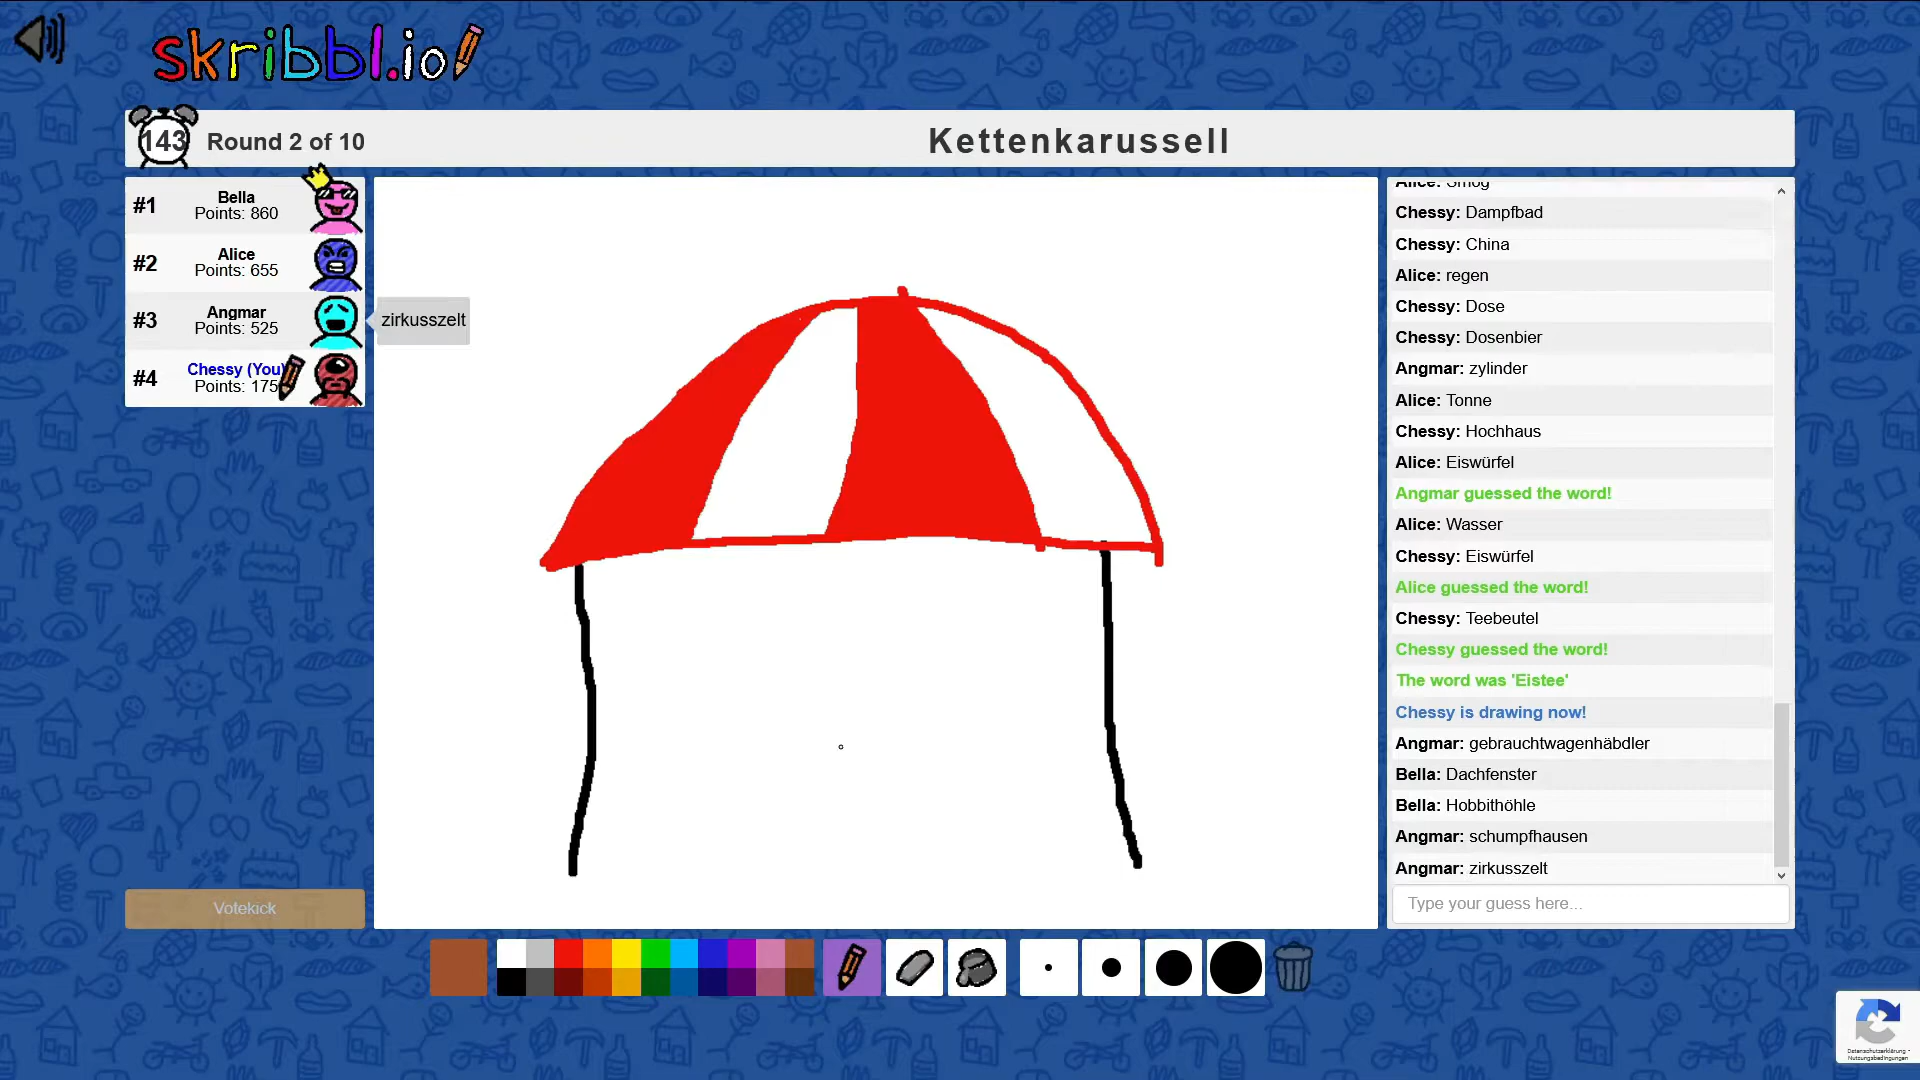 skribbl.io
143
Round 2 of 10
Kettenkarussell
#1
Bella
Points: 860
#2
Alice
Points: 655
#3
Angmar
Points: 525
#4
Chessy (You)
Points: 175
zirkusszelt
Alice: Smog
Chessy: Dampfbad
Chessy: China
Alice: regen
Chessy: Dose
Chessy: Dosenbier
Angmar: zylinder
Alice: Tonne
Chessy: Hochhaus
Alice: Eiswürfel
Angmar guessed the word!
Alice: Wasser
Chessy: Eiswürfel
Alice guessed the word!
Chessy: Teebeutel
Chessy guessed the word!
The word was 'Eistee'
Chessy is drawing now!
Angmar: gebrauchtwagenhäbdler
Bella: Dachfenster
Bella: Hobbithöhle
Angmar: schumpfhausen
Angmar: zirkusszelt
Type your guess here...
Votekick
Datenschutzerklärung -
Nutzungsbedingungen